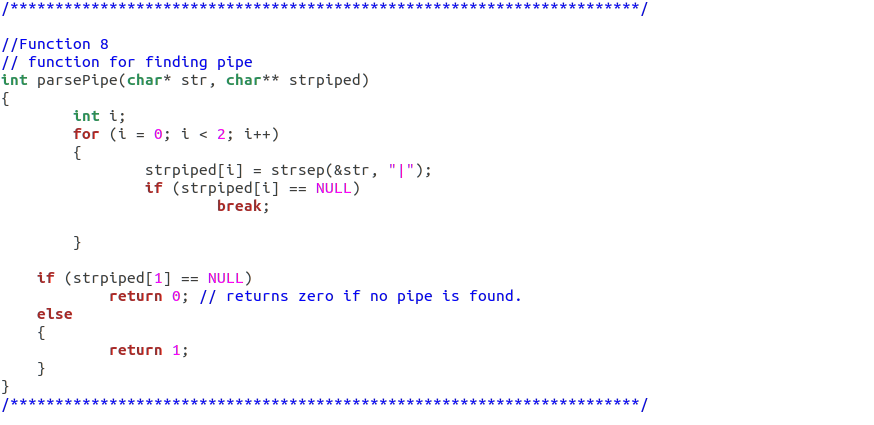 /**********************************************************************/
//Function 8
// function for finding pipe
int parsePipe(char* str, char** strpiped)
{
int i;
for (i = 0; i < 2; i++)
{
strpiped[i] = strsep(&str, "|");
if (strpiped[i] == NULL)
break;
}
if (strpiped[1] == NULL)
return 0; // returns zero if no pipe is found.
else
{
return 1;
}
}
/**********************************************************************/